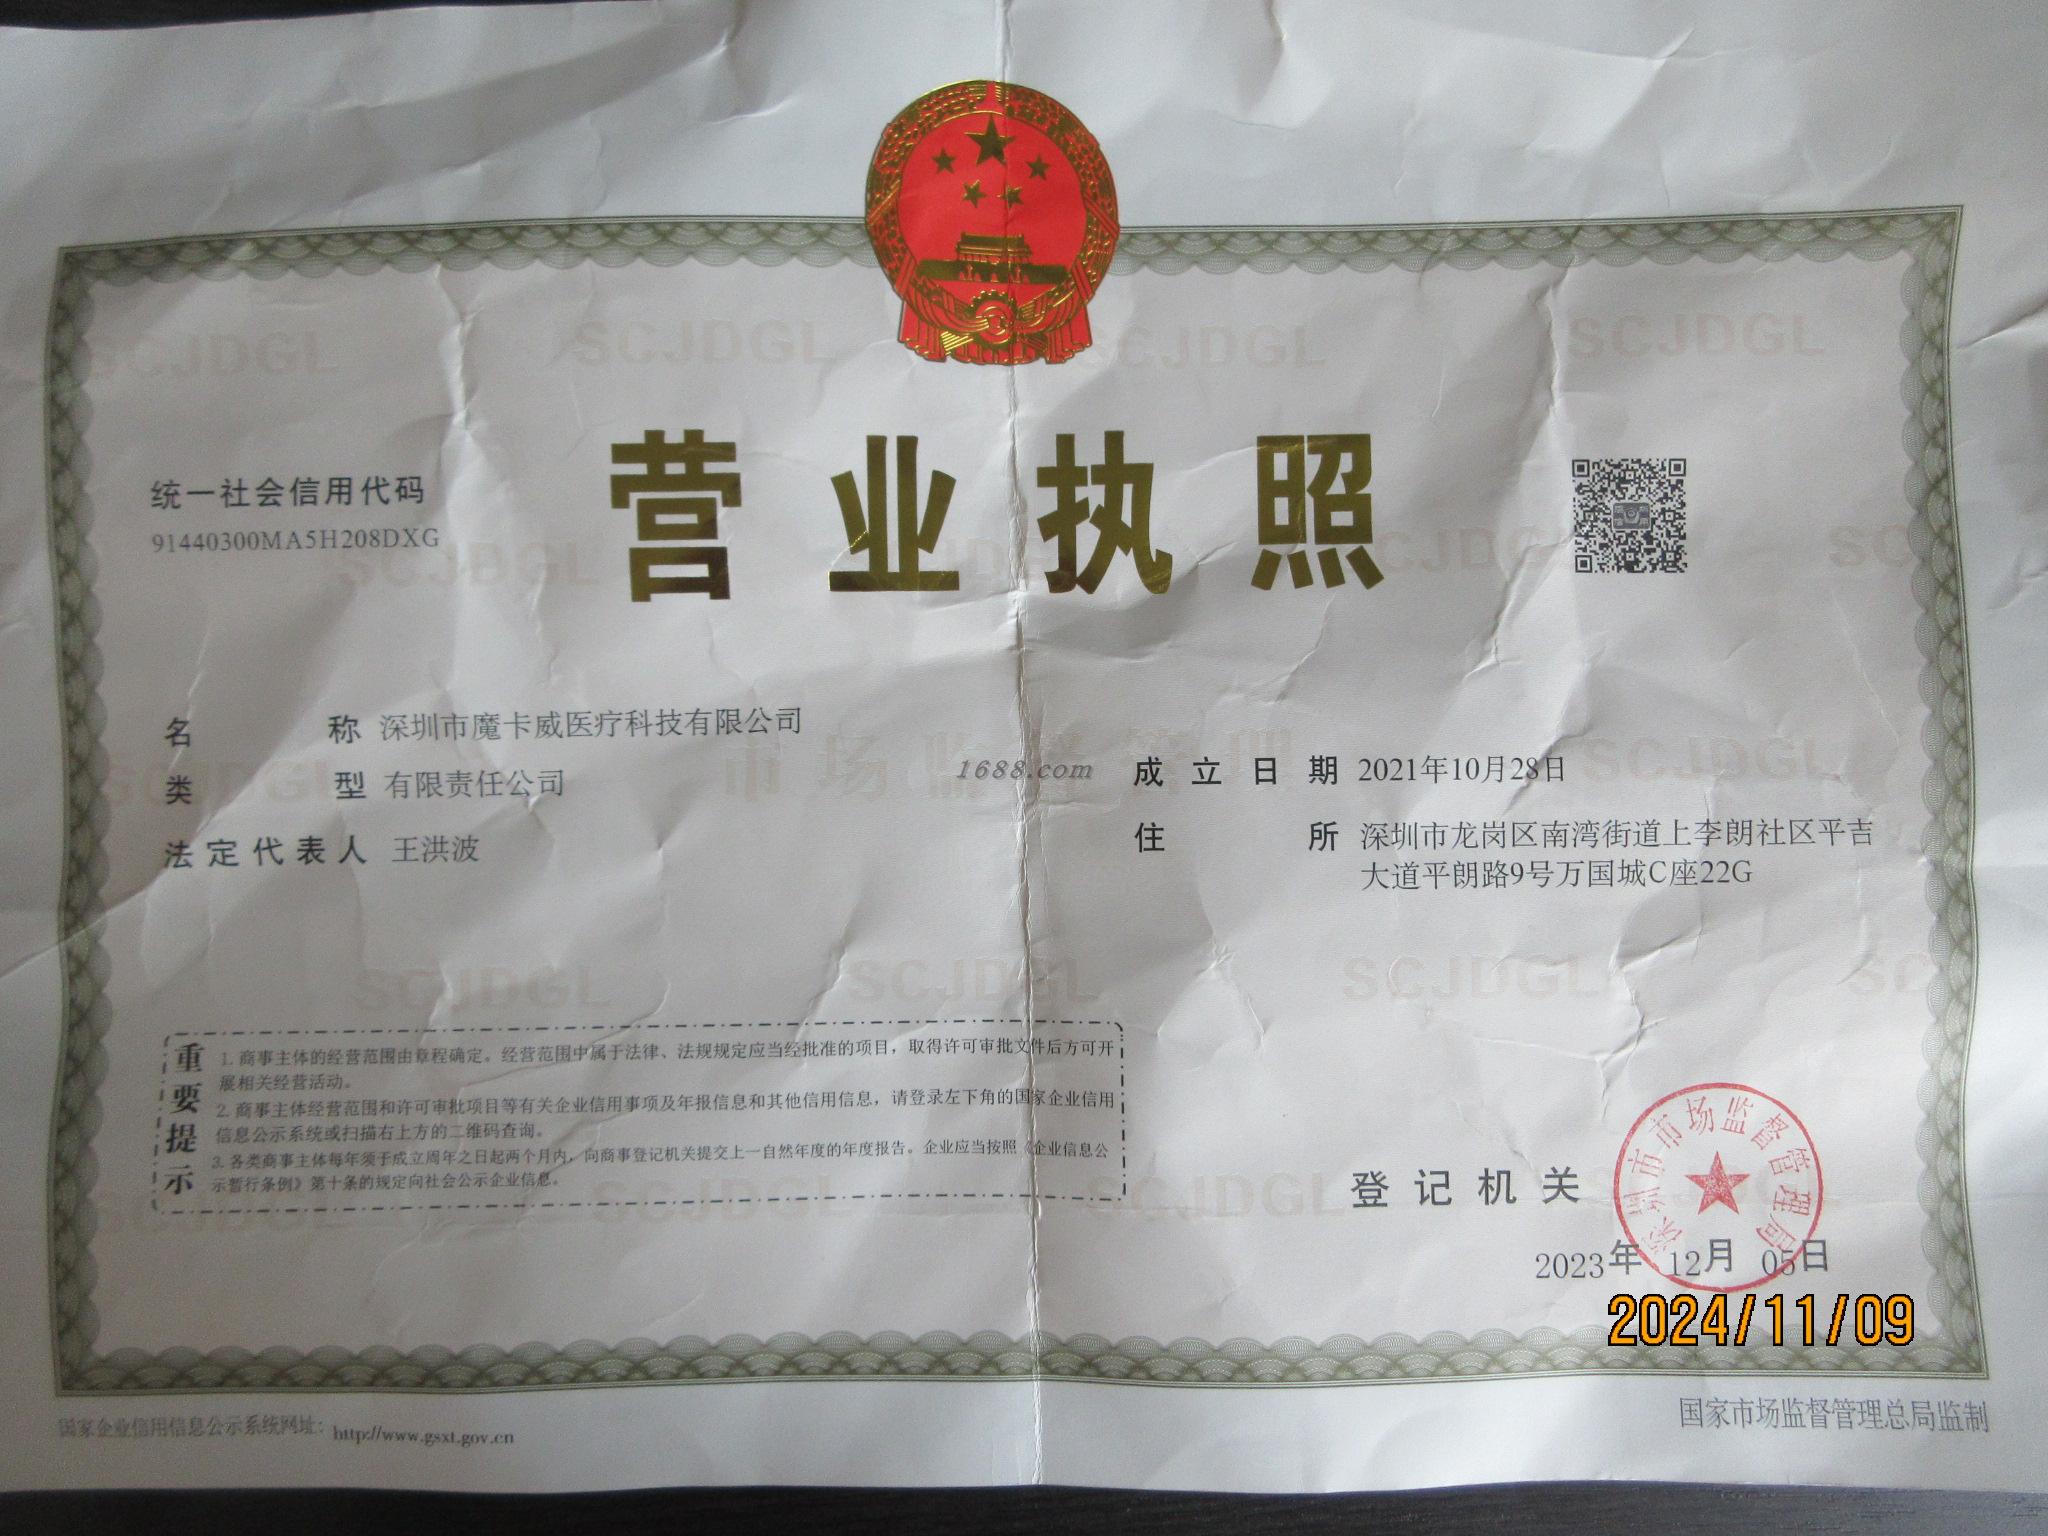 营业执照
统一社会信用代码
91440300MA5H208DXG
名称 深圳市魔卡威医疗科技有限公司
类型 有限责任公司
法定代表人 王洪波
1688.com
成立日期 2021年10月28日
住所 深圳市龙岗区南湾街道上李朗社区平吉
大道平朗路9号万国城C座22G
市场监督管理
SCJDGL
重要提示
1. 商事主体的经营范围由章程确定。经营范围中属于法律、法规规定应当经批准的项目，取得许可审批文件后方可开
展相关经营活动。
2. 商事主体经营范围和许可审批项目等有关企业信用事项及年报信息和其他信用信息，请登录左下角的国家企业信用
信息公示系统或扫描右上方的二维码查询。
3. 各类商事主体每年须于成立周年之日起两个月内，向商事登记机关提交上一自然年度的年度报告。企业应当按照《企业信息公
示暂行条例》第十条的规定向社会公示企业信息。
登记机关
深圳市市场监督管理局
2023年 12月 05日
2024/11/09
国家企业信用信息公示系统网址：http://www.gsxt.gov.cn
国家市场监督管理总局监制